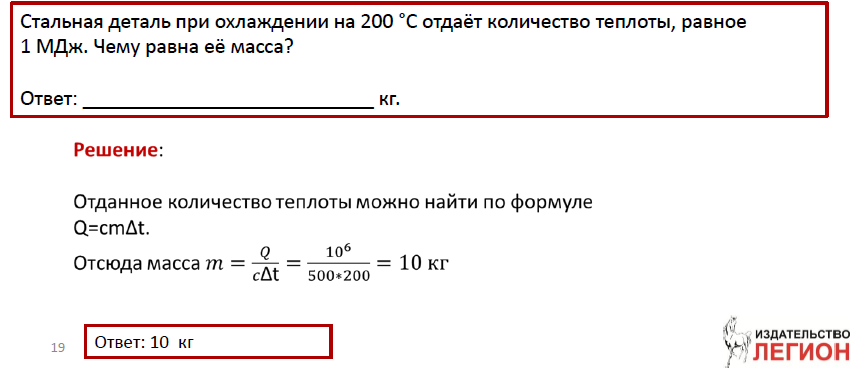 Стальная деталь при охлаждении на 200 °С отдаёт количество теплоты, равное
1 МДж. Чему равна её масса?
Ответ: ____________________________ кг.
Решение:
Отданное количество теплоты можно найти по формуле
Q=cmΔt.
Отсюда масса m = Q/cΔt = 10⁶/500*200 = 10 кг
19
Ответ: 10 кг
ИЗДАТЕЛЬСТВО
ЛЕГИОН